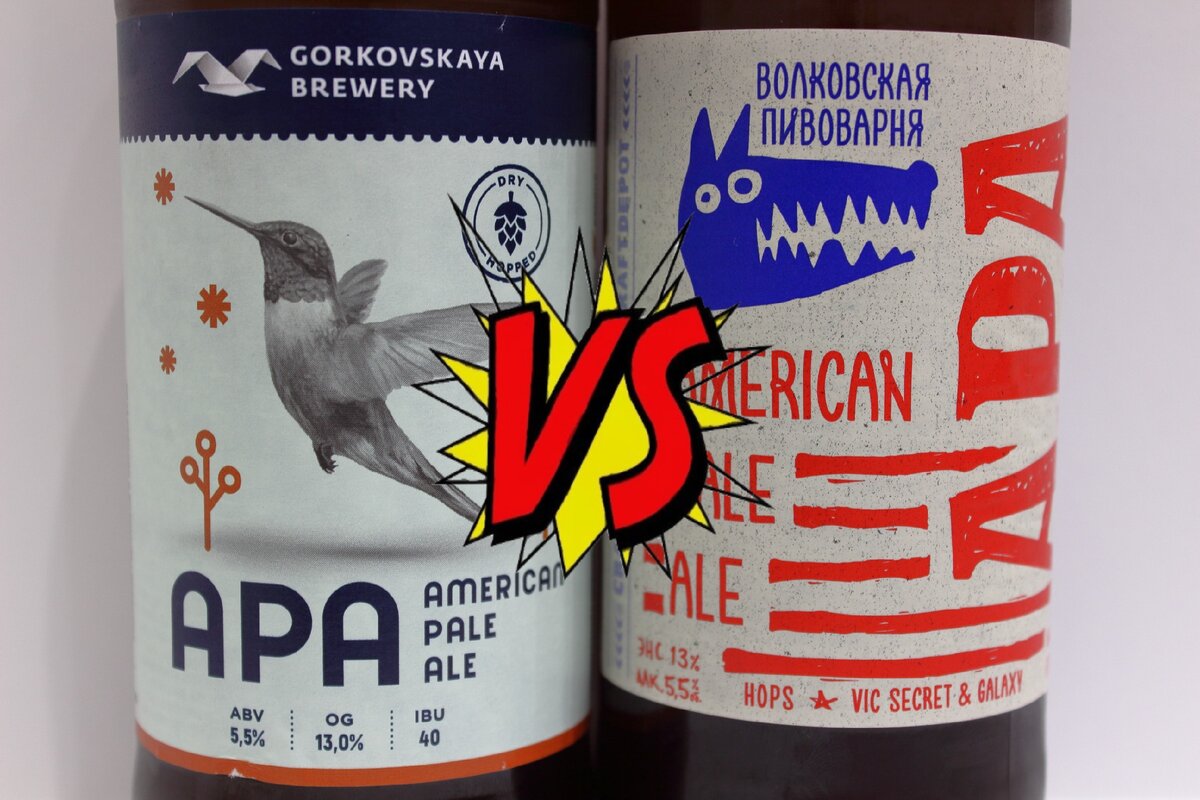 GORKOVSKAYA
BREWERY
DRY
HOPPED
APA
AMERICAN
PALE
ALE
ABV
5,5%
OG
13,0%
IBU
40
VS
ВОЛКОВСКАЯ
ПИВОВАРНЯ
APA
AMERICAN
ALE
ALE
ЭНС 13%
АЛК. 5,5%
HOPS ★ VIC SECRET & GALAXY